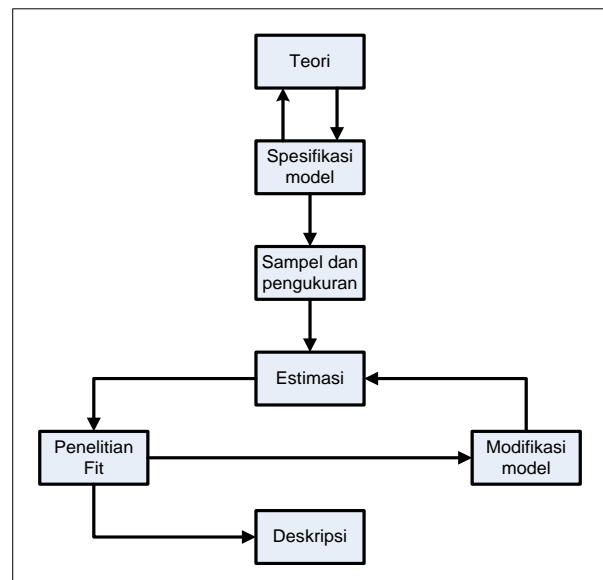 Teori
Spesifikasi
model
Sampel dan
pengukuran
Estimasi
Penelitian
Fit
Modifikasi
model
Deskripsi